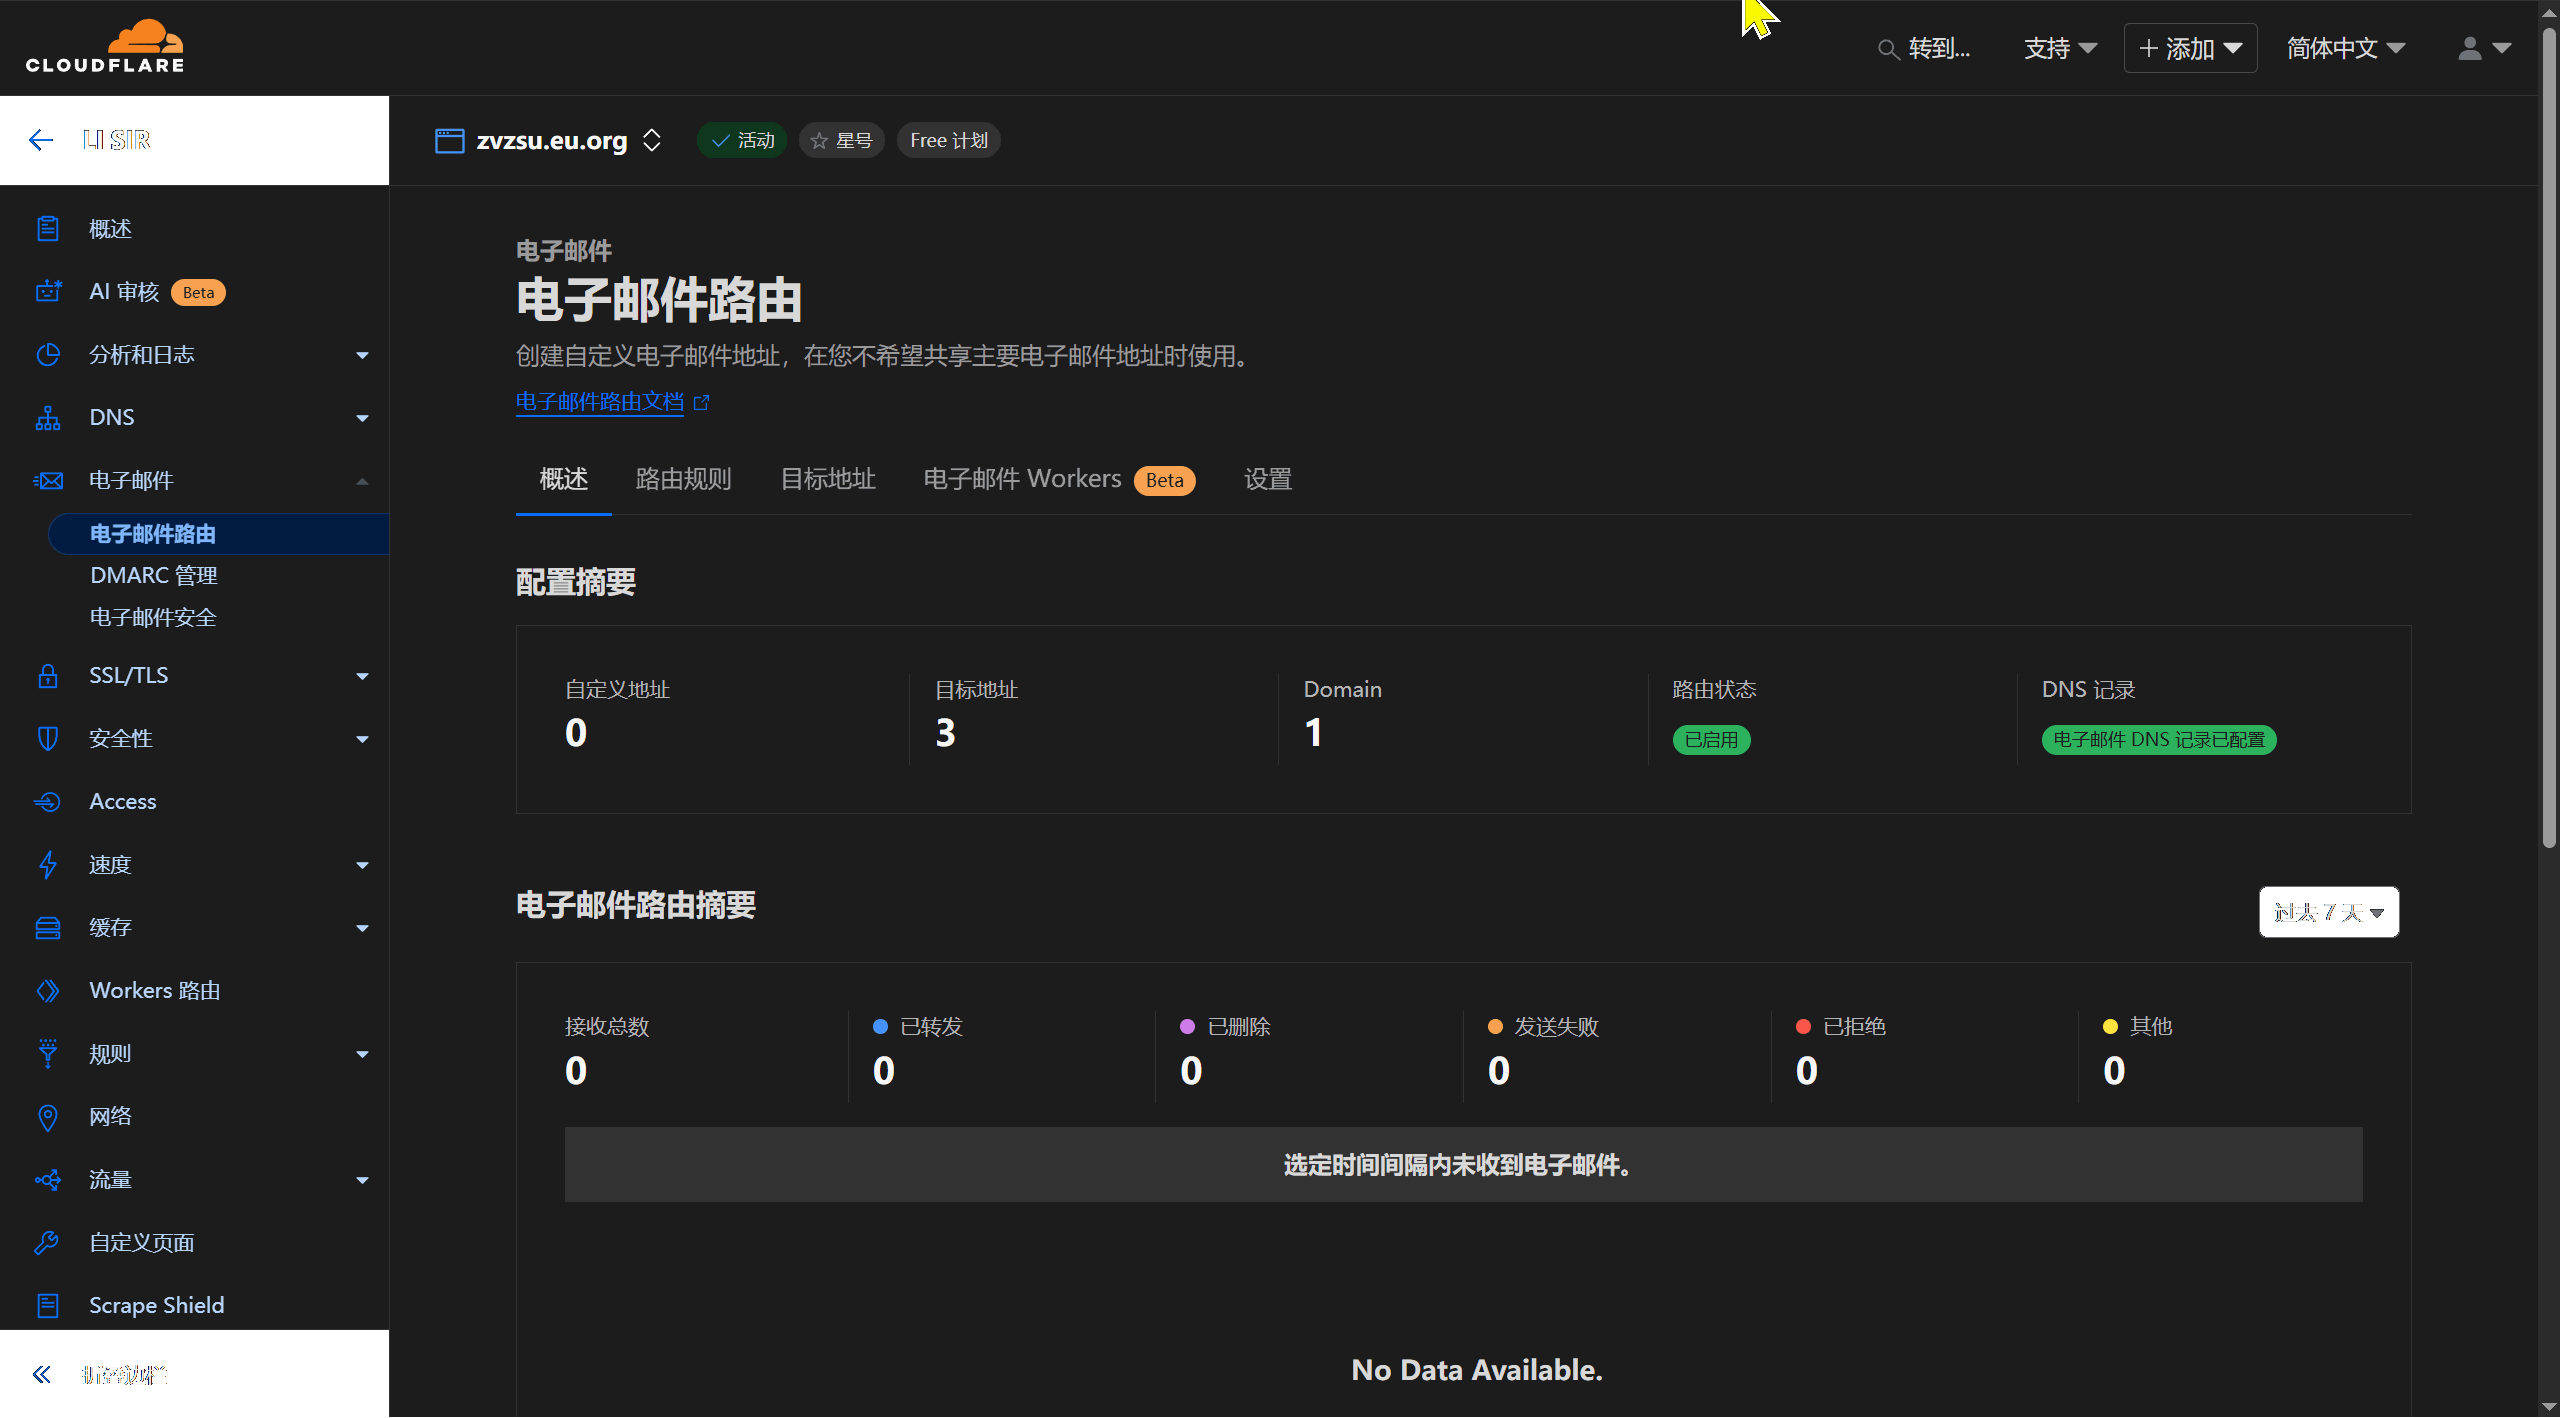 CLOUDFLARE
转到...
支持
添加
简体中文
LI SIR
zvzsu.eu.org
活动
星号
Free 计划
概述
AI 审核 Beta
分析和日志
DNS
电子邮件
电子邮件路由
DMARC 管理
电子邮件安全
SSL/TLS
安全性
Access
速度
缓存
Workers 路由
规则
网络
流量
自定义页面
Scrape Shield
折叠边栏
电子邮件
电子邮件路由
创建自定义电子邮件地址，在您不希望共享主要电子邮件地址时使用。
电子邮件路由文档
概述 路由规则 目标地址 电子邮件 Workers Beta 设置
配置摘要
自定义地址 目标地址 Domain 路由状态 DNS 记录
0 3 1 已启用 电子邮件 DNS 记录已配置
电子邮件路由摘要
过去 7 天
接收总数 已转发 已删除 发送失败 已拒绝 其他
0 0 0 0 0 0
选定时间间隔内未收到电子邮件。
No Data Available.